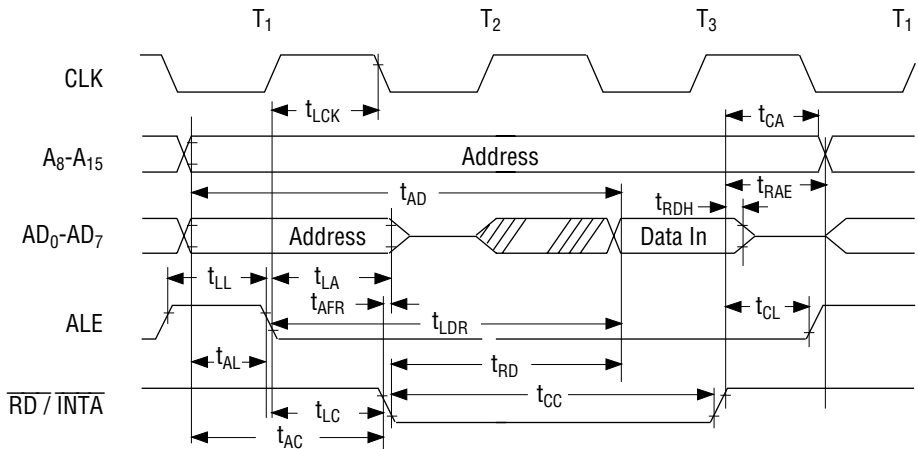 T1 T2 T3 T1
CLK
tLCK
tCA
A8-A15
Address
tAD
tRAE
tRDH
AD0-AD7
Address
Data In
tLL
tLA
tAFR
tCL
ALE
tLDR
tAL
tRD
RD / INTA
tCC
tLC
tAC